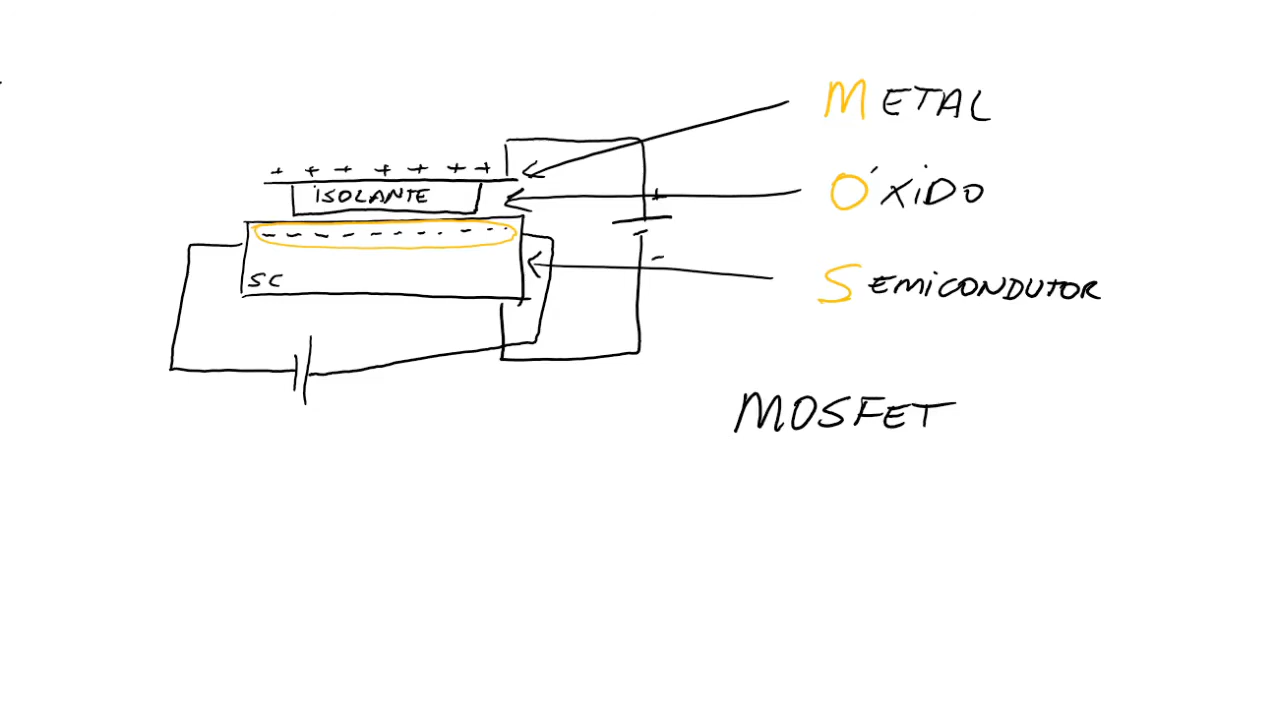 METAL
+ + + + + + +
ISOLANTE
ÓXIDO
+
- - - - - - - - -
-
SC
SEMICONDUTOR
MOSFET